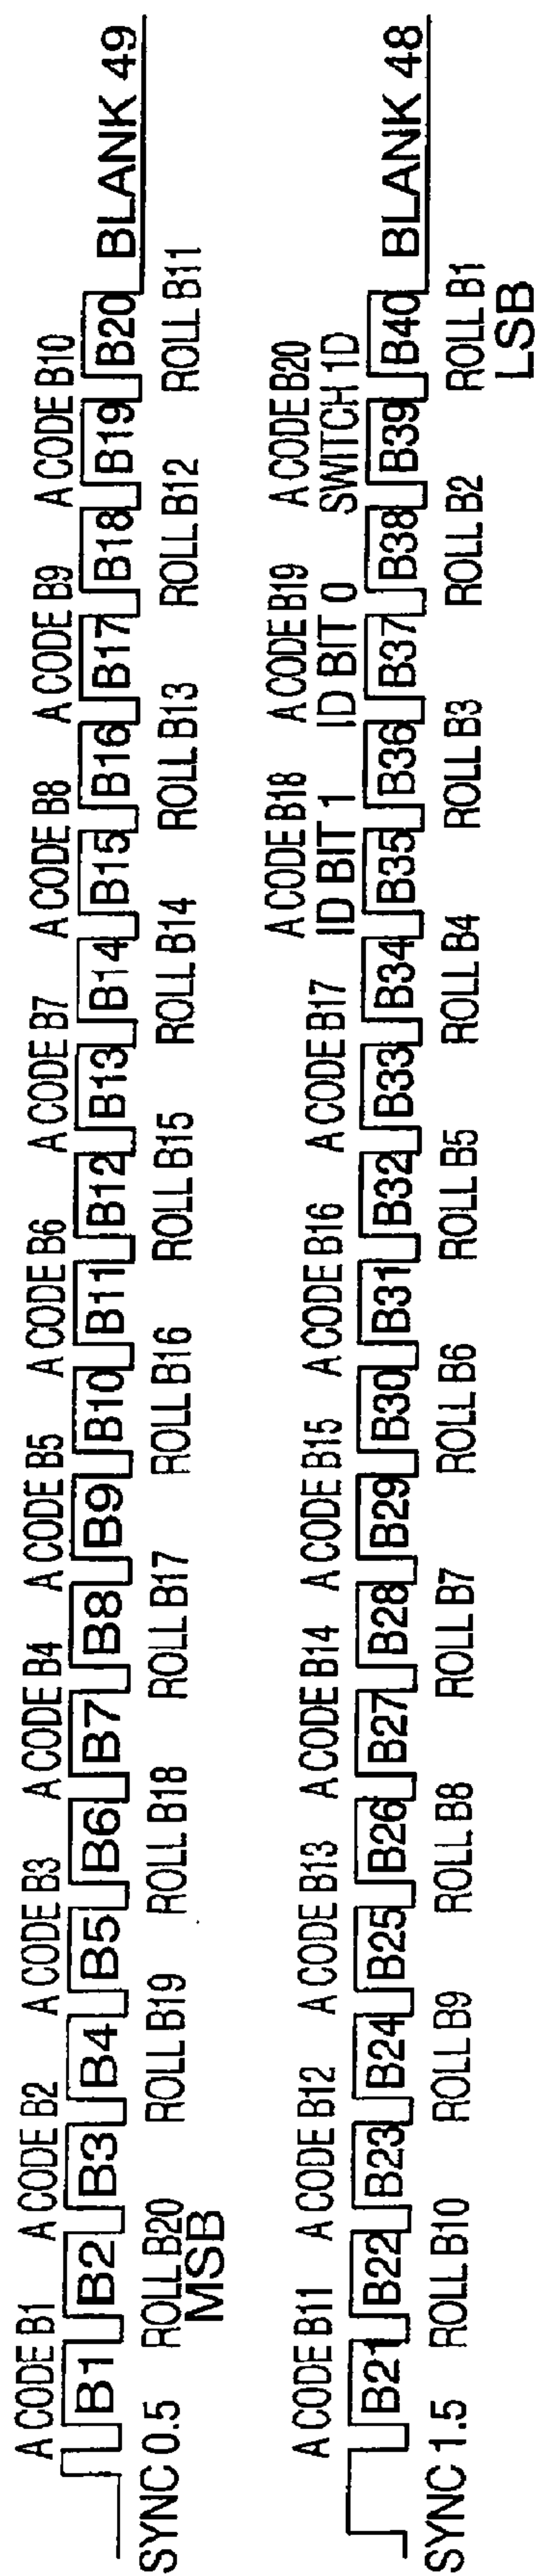 A CODE B1 A CODE B2 A CODE B3 A CODE B4 A CODE B5 A CODE B6 A CODE B7 A CODE B8 A CODE B9 A CODE B10
B1 B2 B3 B4 B5 B6 B7 B8 B9 B10 B11 B12 B13 B14 B15 B16 B17 B18 B19 B20 BLANK 49
SYNC 0.5 ROLL B20 ROLL B19 ROLL B18 ROLL B17 ROLL B16 ROLL B15 ROLL B14 ROLL B13 ROLL B12 ROLL B11
MSB
A CODE B18 A CODE B19 A CODE B20
A CODE B11 A CODE B12 A CODE B13 A CODE B14 A CODE B15 A CODE B16 A CODE B17 ID BIT 1 ID BIT 0 SWITCH 1D
B21 B22 B23 B24 B25 B26 B27 B28 B29 B30 B31 B32 B33 B34 B35 B36 B37 B38 B39 B40 BLANK 48
SYNC 1.5 ROLL B10 ROLL B9 ROLL B8 ROLL B7 ROLL B6 ROLL B5 ROLL B4 ROLL B3 ROLL B2 ROLL B1
LSB